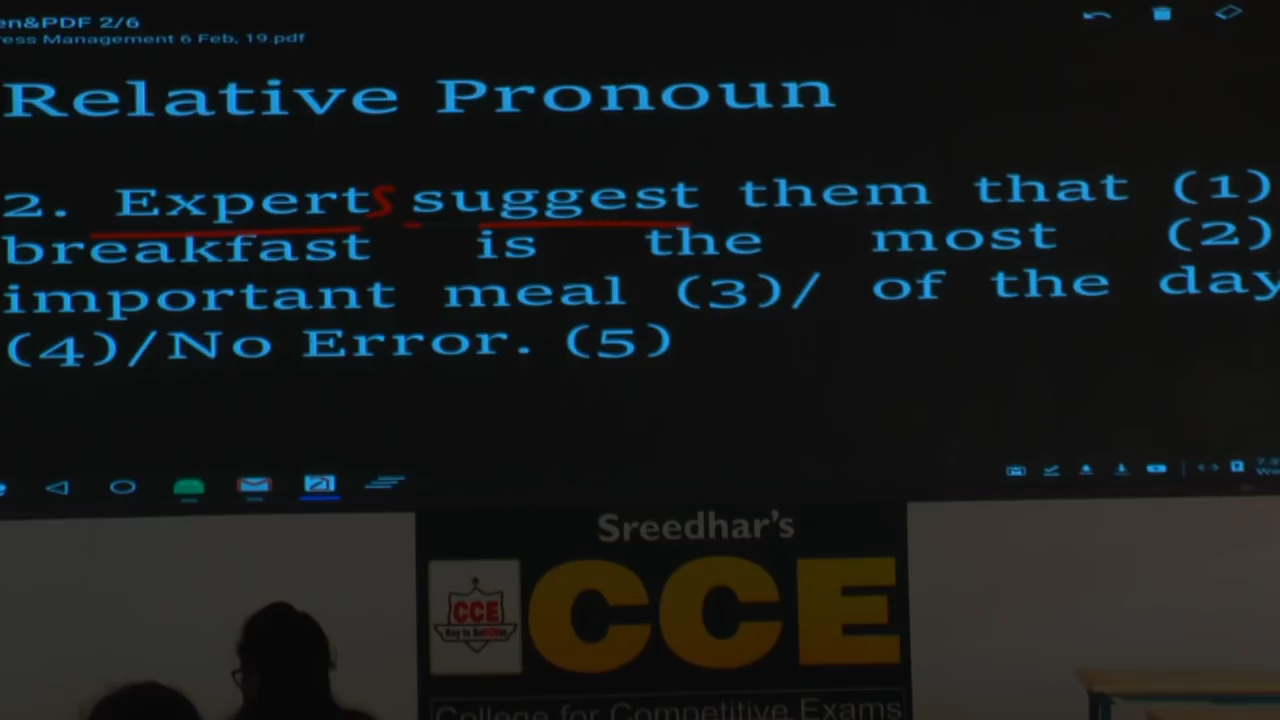 en&PDF 2/6
ress Management 6 Feb, 19.pdf
Relative Pronoun
2. Experts suggest them that (1)
breakfast is the most (2)
important meal (3)/ of the day
(4)/No Error. (5)
Sreedhar's
CCE
CCE
College for Competitive Exams